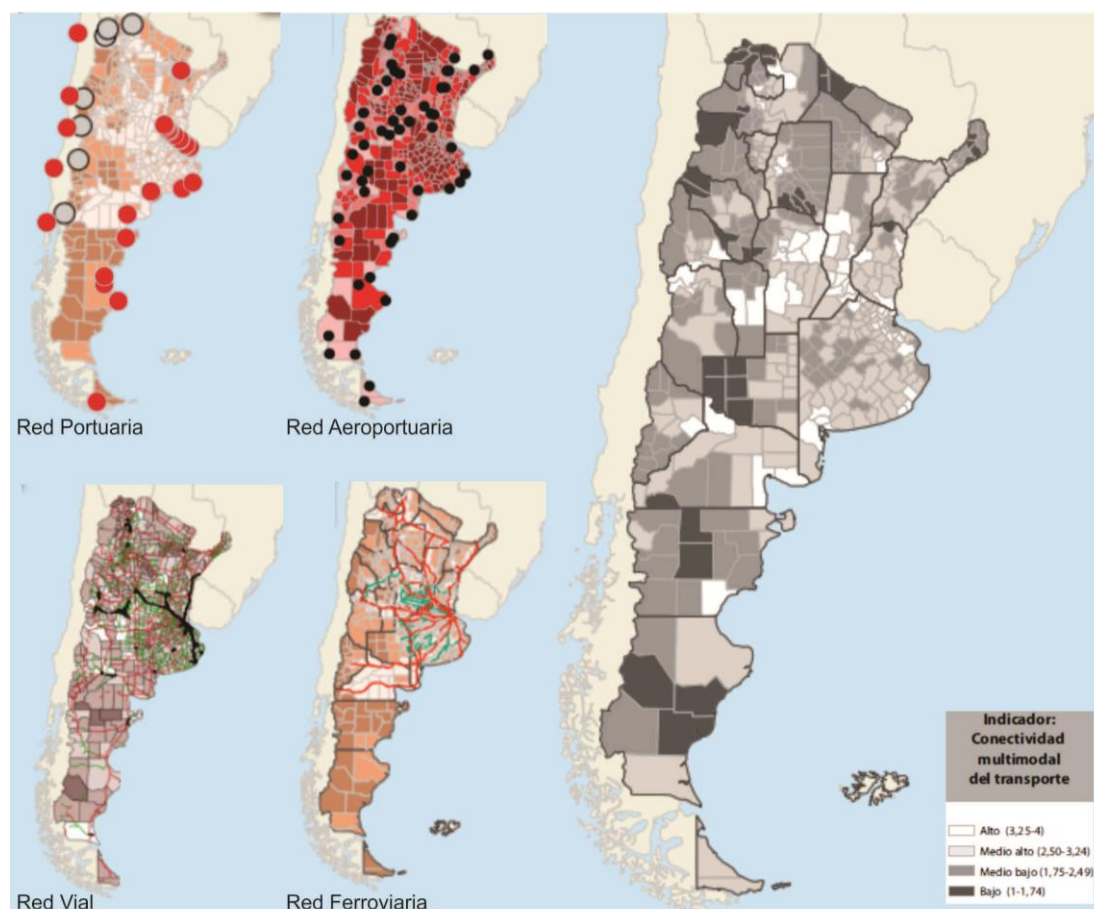 Red Portuaria
Red Aeroportuaria
Red Vial
Red Ferroviaria
Indicador:
Conectividad
multimodal
del transporte
Alto (3,25-4)
Medio alto (2,50-3,24)
Medio bajo (1,75-2,49)
Bajo (1-1,74)